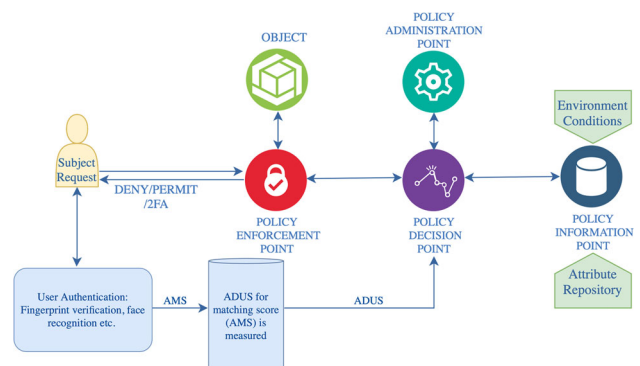 OBJECT
POLICY
ADMINISTRATION
POINT
Environment
Conditions
Subject
Request
DENY/PERMIT
/2FA
POLICY
ENFORCEMENT
POINT
POLICY
DECISION
POINT
POLICY
INFORMATION
POINT
Attribute
Repository
User Authentication:
Fingerprint verification, face
recognition etc.
AMS
ADUS for
matching score
(AMS) is
measured
ADUS